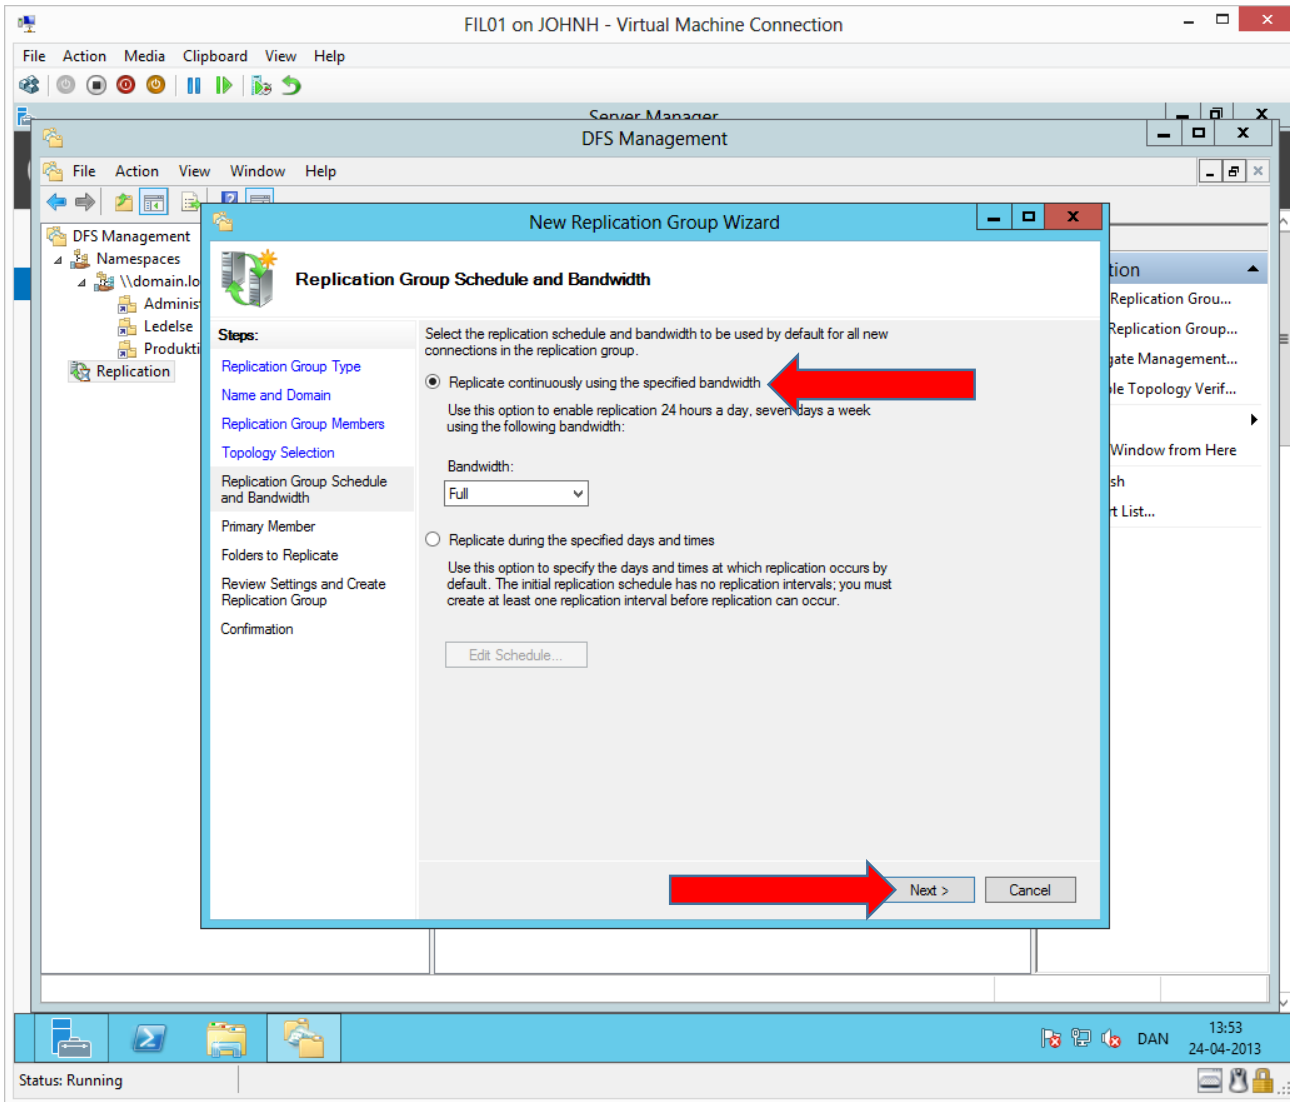 FIL01 on JOHNH - Virtual Machine Connection
File Action Media Clipboard View Help
Server Manager
DFS Management
File Action View Window Help
New Replication Group Wizard
DFS Management
Namespaces
\\domain.lo
Adminis
Ledelse
Produkti
Replication
Replication Group Schedule and Bandwidth
Steps:
Replication Group Type
Name and Domain
Replication Group Members
Topology Selection
Replication Group Schedule
and Bandwidth
Primary Member
Folders to Replicate
Review Settings and Create
Replication Group
Confirmation
Select the replication schedule and bandwidth to be used by default for all new
connections in the replication group.
Replicate continuously using the specified bandwidth
Use this option to enable replication 24 hours a day, seven days a week
using the following bandwidth:
Bandwidth:
Full
Replicate during the specified days and times
Use this option to specify the days and times at which replication occurs by
default. The initial replication schedule has no replication intervals; you must
create at least one replication interval before replication can occur.
Edit Schedule...
Next >
Cancel
tion
Replication Grou...
Replication Group...
gate Management...
le Topology Verif...
Window from Here
sh
rt List...
DAN
13:53
24-04-2013
Status: Running